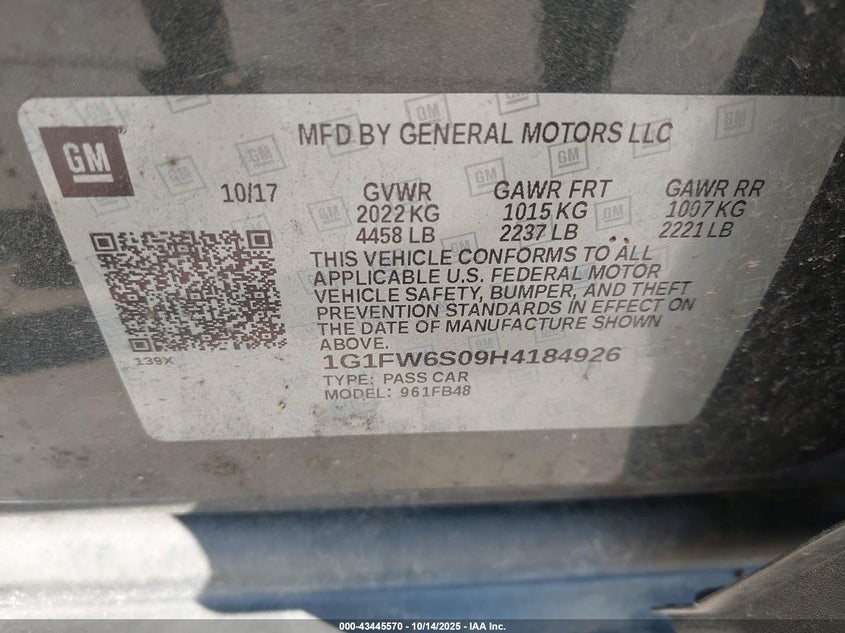 GM
MFD BY GENERAL MOTORS LLC
10/17
GVWR GAWR FRT GAWR RR
2022 KG 1015 KG 1007 KG
4458 LB 2237 LB 2221 LB
THIS VEHICLE CONFORMS TO ALL
APPLICABLE U.S. FEDERAL MOTOR
VEHICLE SAFETY, BUMPER, AND THEFT
PREVENTION STANDARDS IN EFFECT ON
THE DATE OF MANUFACTURE SHOWN
ABOVE.
139X
1G1FW6S09H4184926
TYPE: PASS CAR
MODEL: 961FB48
000-43445570 - 10/14/2025 - IAA Inc.